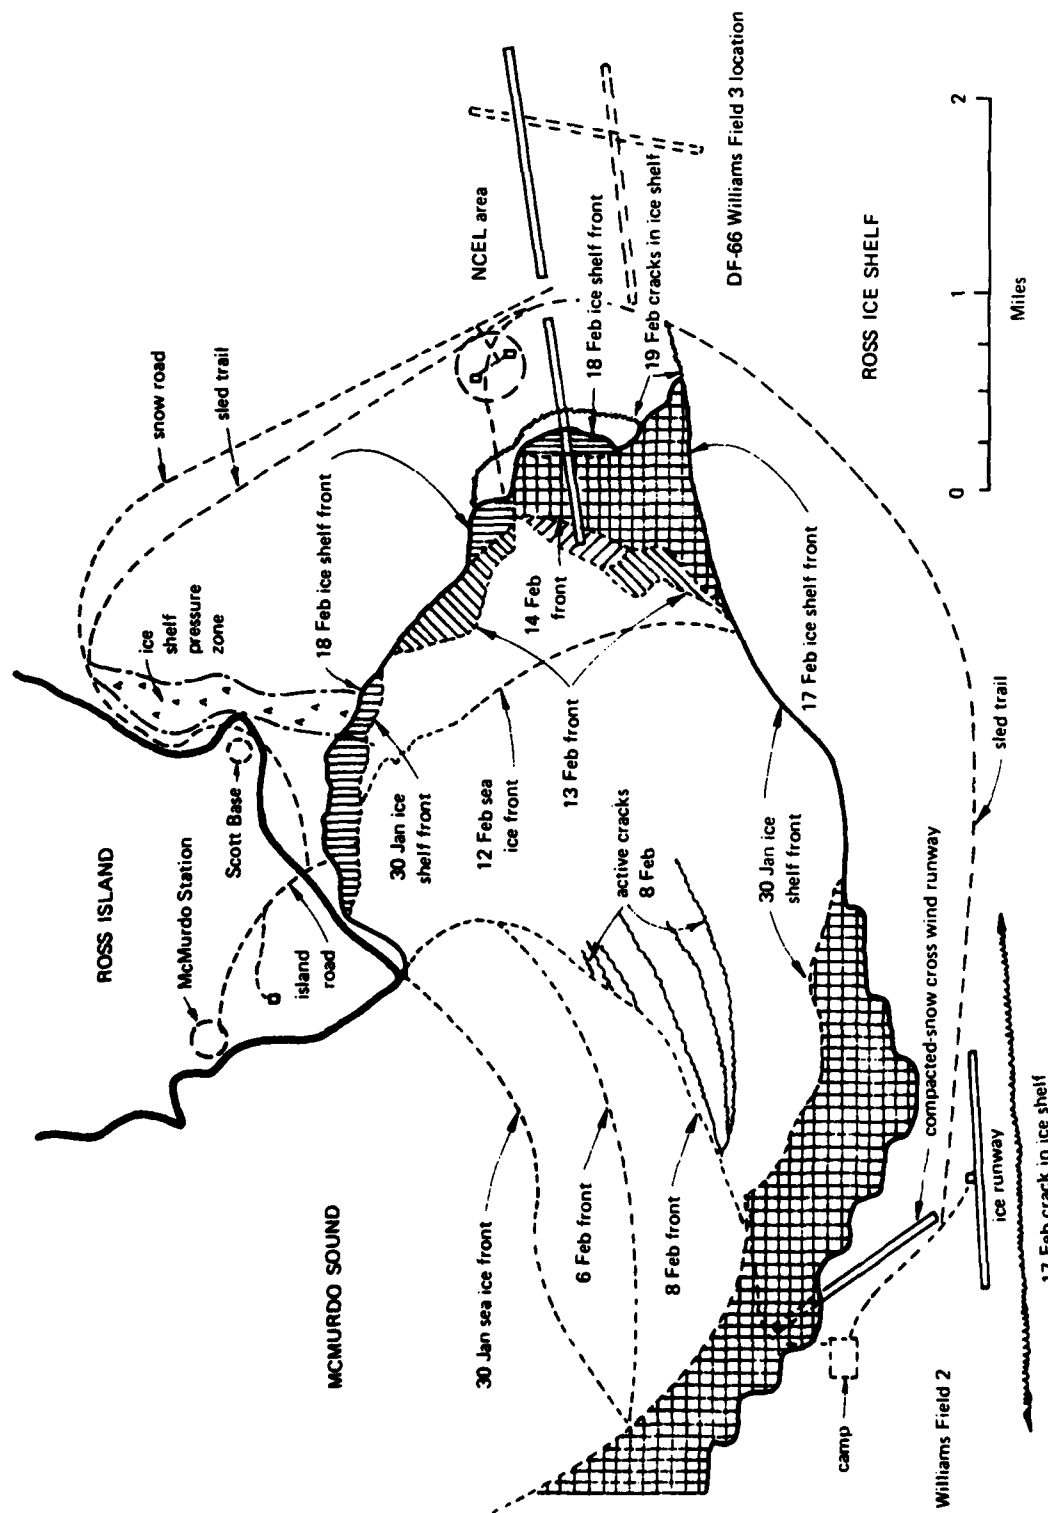 ROSS ISLAND
McMurdo Station
Scott Base
island
road
ice
shelf
pressure
zone
snow road
sled trail
18 Feb ice shelf front
NCEL area
MCMURDO SOUND
30 Jan sea ice front
6 Feb front
8 Feb front
active cracks
8 Feb
30 Jan ice
shelf front
12 Feb sea
ice front
13 Feb front
14 Feb
front
18 Feb ice shelf front
19 Feb cracks in ice shelf
DF-66 Williams Field 3 location
30 Jan ice
shelf front
17 Feb ice shelf front
ROSS ICE SHELF
camp
compacted-snow cross wind runway
sled trail
Williams Field 2
ice runway
17 Feb crack in ice shelf
0
1
2
Miles